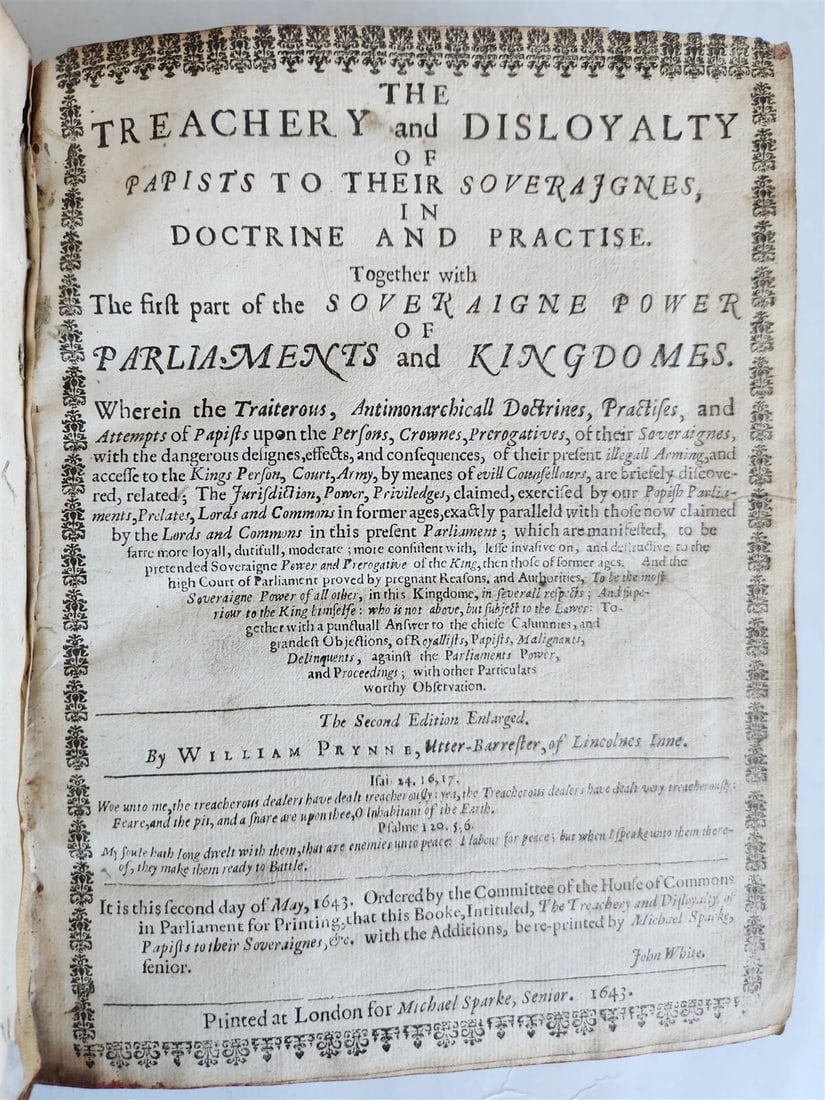 THE
TREACHERY and DISLOYALTY
OF
PAPISTS TO THEIR SOVERAJGNES,
IN
DOCTRINE AND PRACTISE.
Together with
The firſt part of the SOVERAIGNE POWER
OF
PARLIAMENTS and KINGDOMES.
Wherein the Traiterous, Antimonarchicall Doctrines, Practiſes, and
Attempts of Papiſts upon the Perſons, Crownes, Prerogatives, of their Soveraignes,
with the dangerous deſignes, effects, and conſequences, of their preſent illegall Arming, and
acceſſe to the Kings Perſon, Court, Army, by meanes of evill Counſellours, are briefely diſcove-
red, related; The Juriſdiction, Power, Priviledges, claimed, exerciſed by our Popiſh Parlia-
ments, Prelates, Lords and Commons in former ages, exactly paralleld with thoſe now claimed
by the Lords and Commons in this preſent Parliament; which are manifeſted, to be
farre more loyall, dutifull, moderate; more conſiſtent with, leſſe invaſive on, and deſtructive to the
pretended Soveraigne Power and Prerogative of the King, then thoſe of former ages. And the
high Court of Parliament proved by pregnant Reaſons, and Authorities, To be the moſt
Soveraigne Power of all other, in this Kingdome, in ſeverall reſpects; And ſupe-
riour to the King himſelfe: who is not above, but ſubject to the Lawes: To-
gether with a punctuall Anſwer to the chieſe Calumnies, and
grandeſt Objections, of Royalliſts, Papiſts, Malignants,
Delinquents, againſt the Parliaments Power,
and Proceedings; with other Particulars
worthy Obſervation.
The Second Edition Enlarged.
By WILLIAM PRYNNE, Utter-Barreſter, of Lincolnes Inne.
Iſai 24. 16, 17.
Woe unto me, the treacherous dealers have dealt treacherouſly: yea, the Treacherous dealers have dealt very treacherouſly:
Feare, and the pit, and a ſnare are upon thee, O Inhabitant of the Earth.
Pſalme 120. 5, 6.
My ſoule hath long dwelt with them, that are enemies unto peace: I labour for peace; but when I ſpeake unto them there-
of, they make them ready to Battle.
It is this ſecond day of May, 1643. Ordered by the Committee of the Houſe of Commons
in Parliament for Printing, that this Booke, Intituled, The Treachery and Diſloyalty of
Papiſts to their Soveraignes, &c. with the Additions, be re-printed by Michael Sparke,
ſenior.
John White.
Printed at London for Michael Sparke, Senior. 1643.